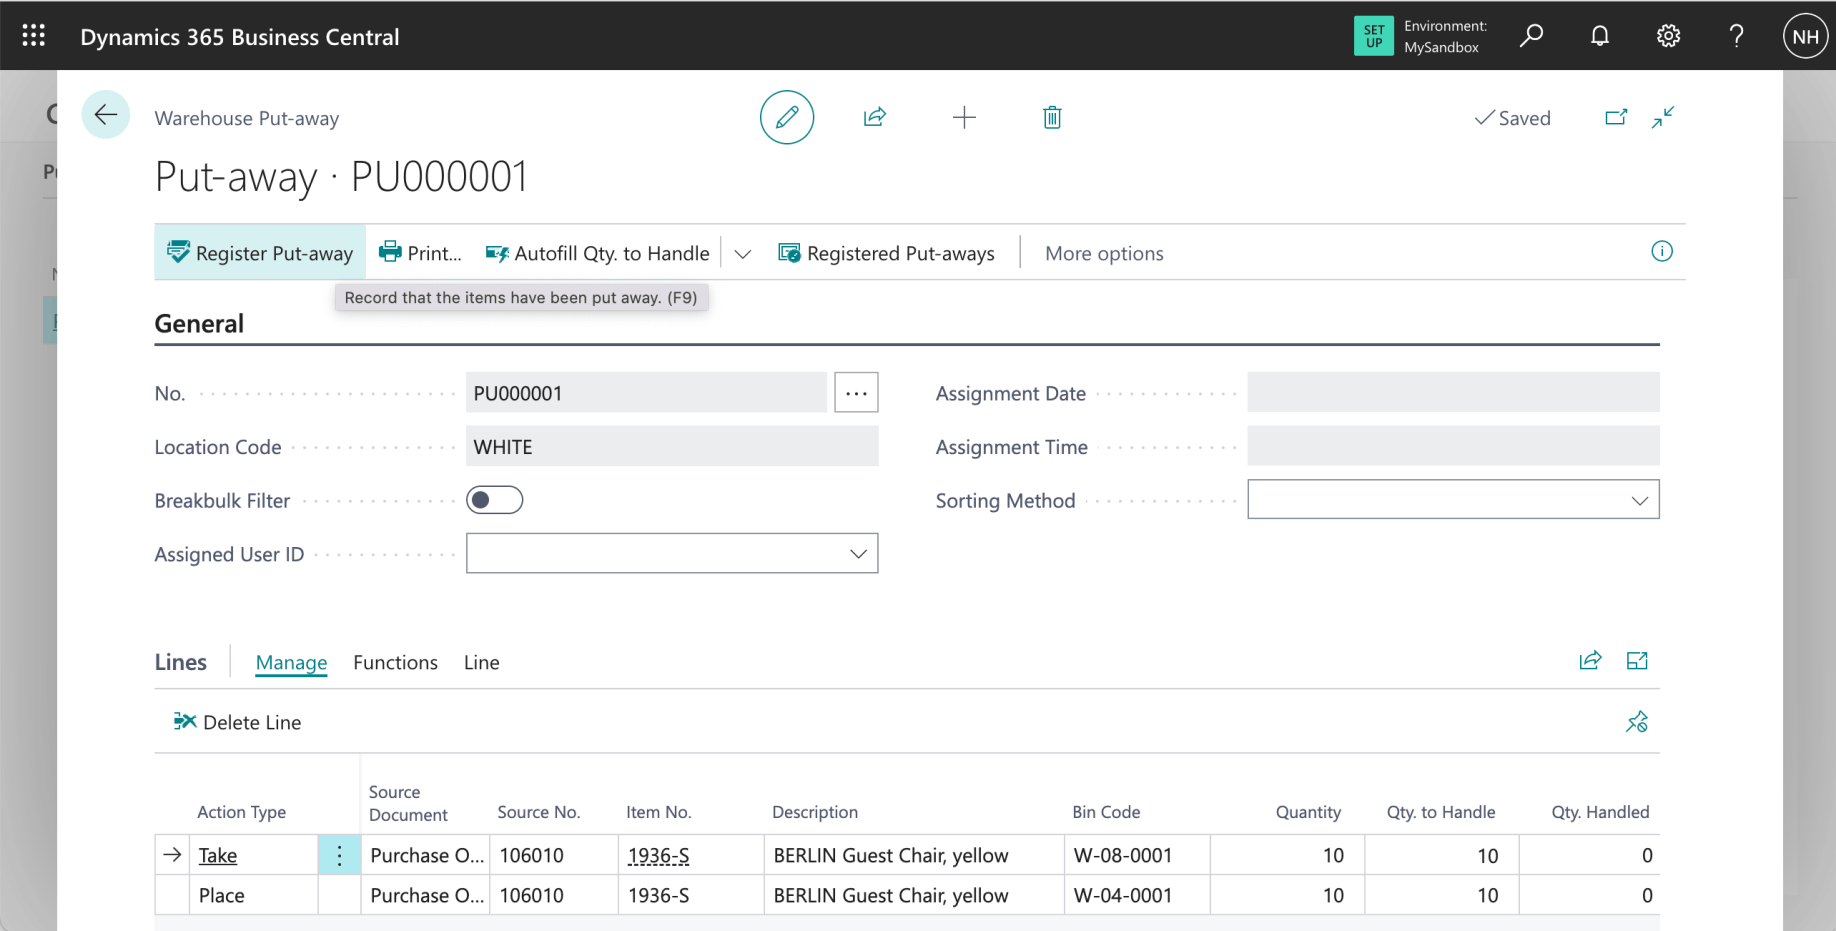 Dynamics 365 Business Central
SET UP
Environment:
MySandbox
NH
Warehouse Put-away
Saved
Put-away · PU000001
Register Put-away
Print...
Autofill Qty. to Handle
Registered Put-aways
More options
Record that the items have been put away. (F9)
General
No.
PU000001
Assignment Date
Location Code
WHITE
Assignment Time
Breakbulk Filter
Sorting Method
Assigned User ID
Lines
Manage
Functions
Line
Delete Line
Action Type
Source Document
Source No.
Item No.
Description
Bin Code
Quantity
Qty. to Handle
Qty. Handled
Take
Purchase O...
106010
1936-S
BERLIN Guest Chair, yellow
W-08-0001
10
10
0
Place
Purchase O...
106010
1936-S
BERLIN Guest Chair, yellow
W-04-0001
10
10
0